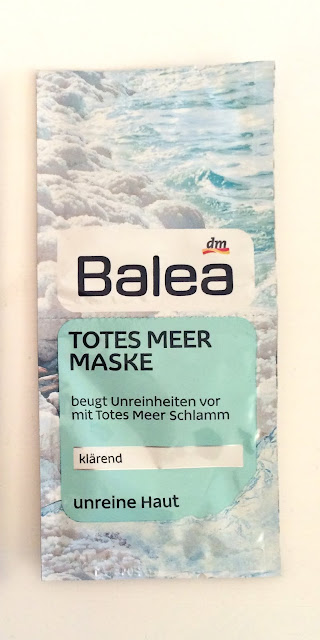 dm
Balea
TOTES MEER
MASKE
beugt Unreinheiten vor
mit Totes Meer Schlamm
klärend
unreine Haut